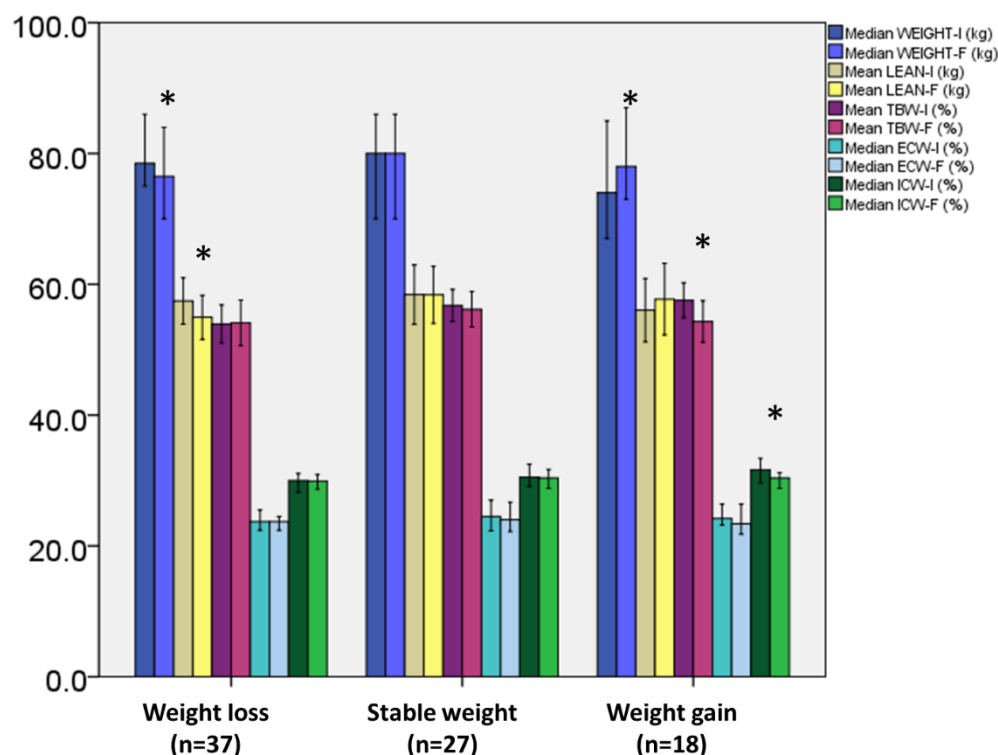 100.0
80.0
60.0
40.0
20.0
0.0
*
*
*
*
*
Median WEIGHT-I (kg)
Median WEIGHT-F (kg)
Mean LEAN-I (kg)
Mean LEAN-F (kg)
Mean TBW-I (%)
Mean TBW-F (%)
Median ECW-I (%)
Median ECW-F (%)
Median ICW-I (%)
Median ICW-F (%)
Weight loss
(n=37)
Stable weight
(n=27)
Weight gain
(n=18)